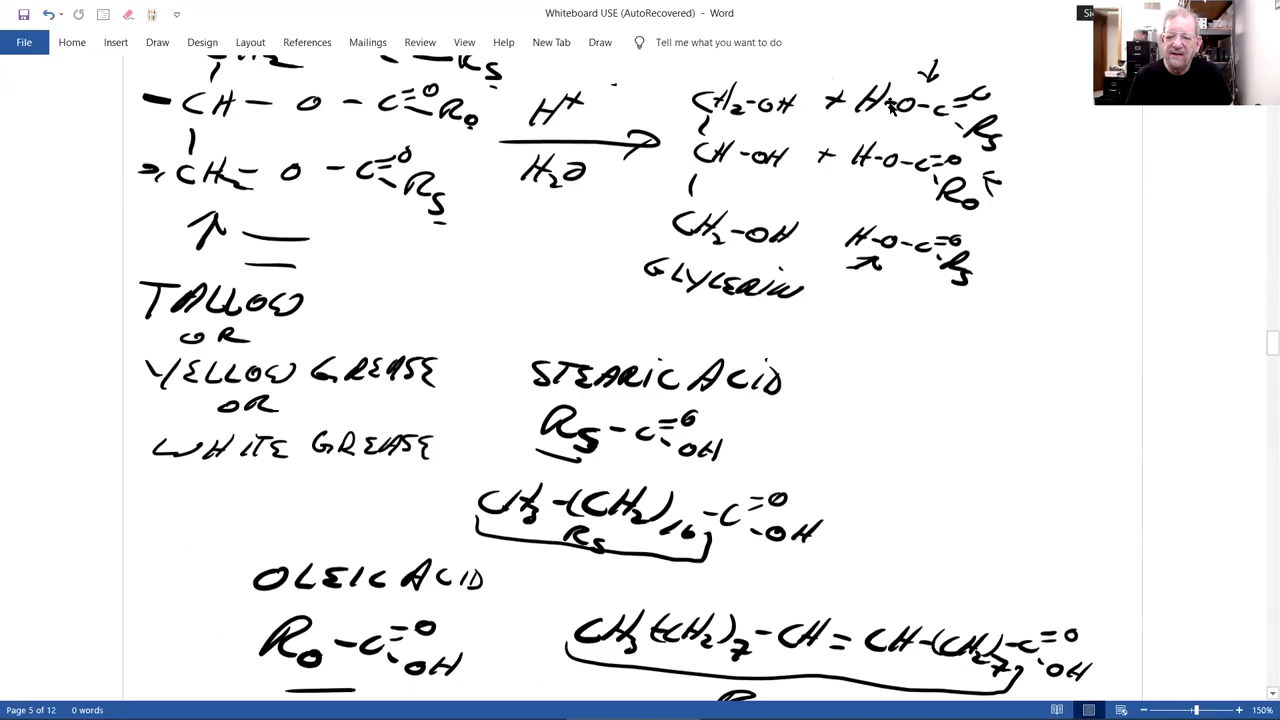 Whiteboard USE (AutoRecovered) - Word
Si
File Home Insert Draw Design Layout References Mailings Review View Help New Tab Draw Tell me what you want to do
RS
CH — O — C=O RO H+ CH2-OH + H-O-C=O RS
H2O CH-OH + H-O-C=O RO
CH2 — O — C=O RS CH2-OH H-O-C=O RS
GLYCERIN
TALLOW
OR
YELLOW GREASE STEARIC ACID
OR RS-C=O OH
WHITE GREASE
CH3-(CH2)16-C=O OH
RS
OLEIC ACID
RO-C=O OH CH3-(CH2)7-CH=CH-(CH2)7-C=O OH
Page 5 of 12 0 words 150%